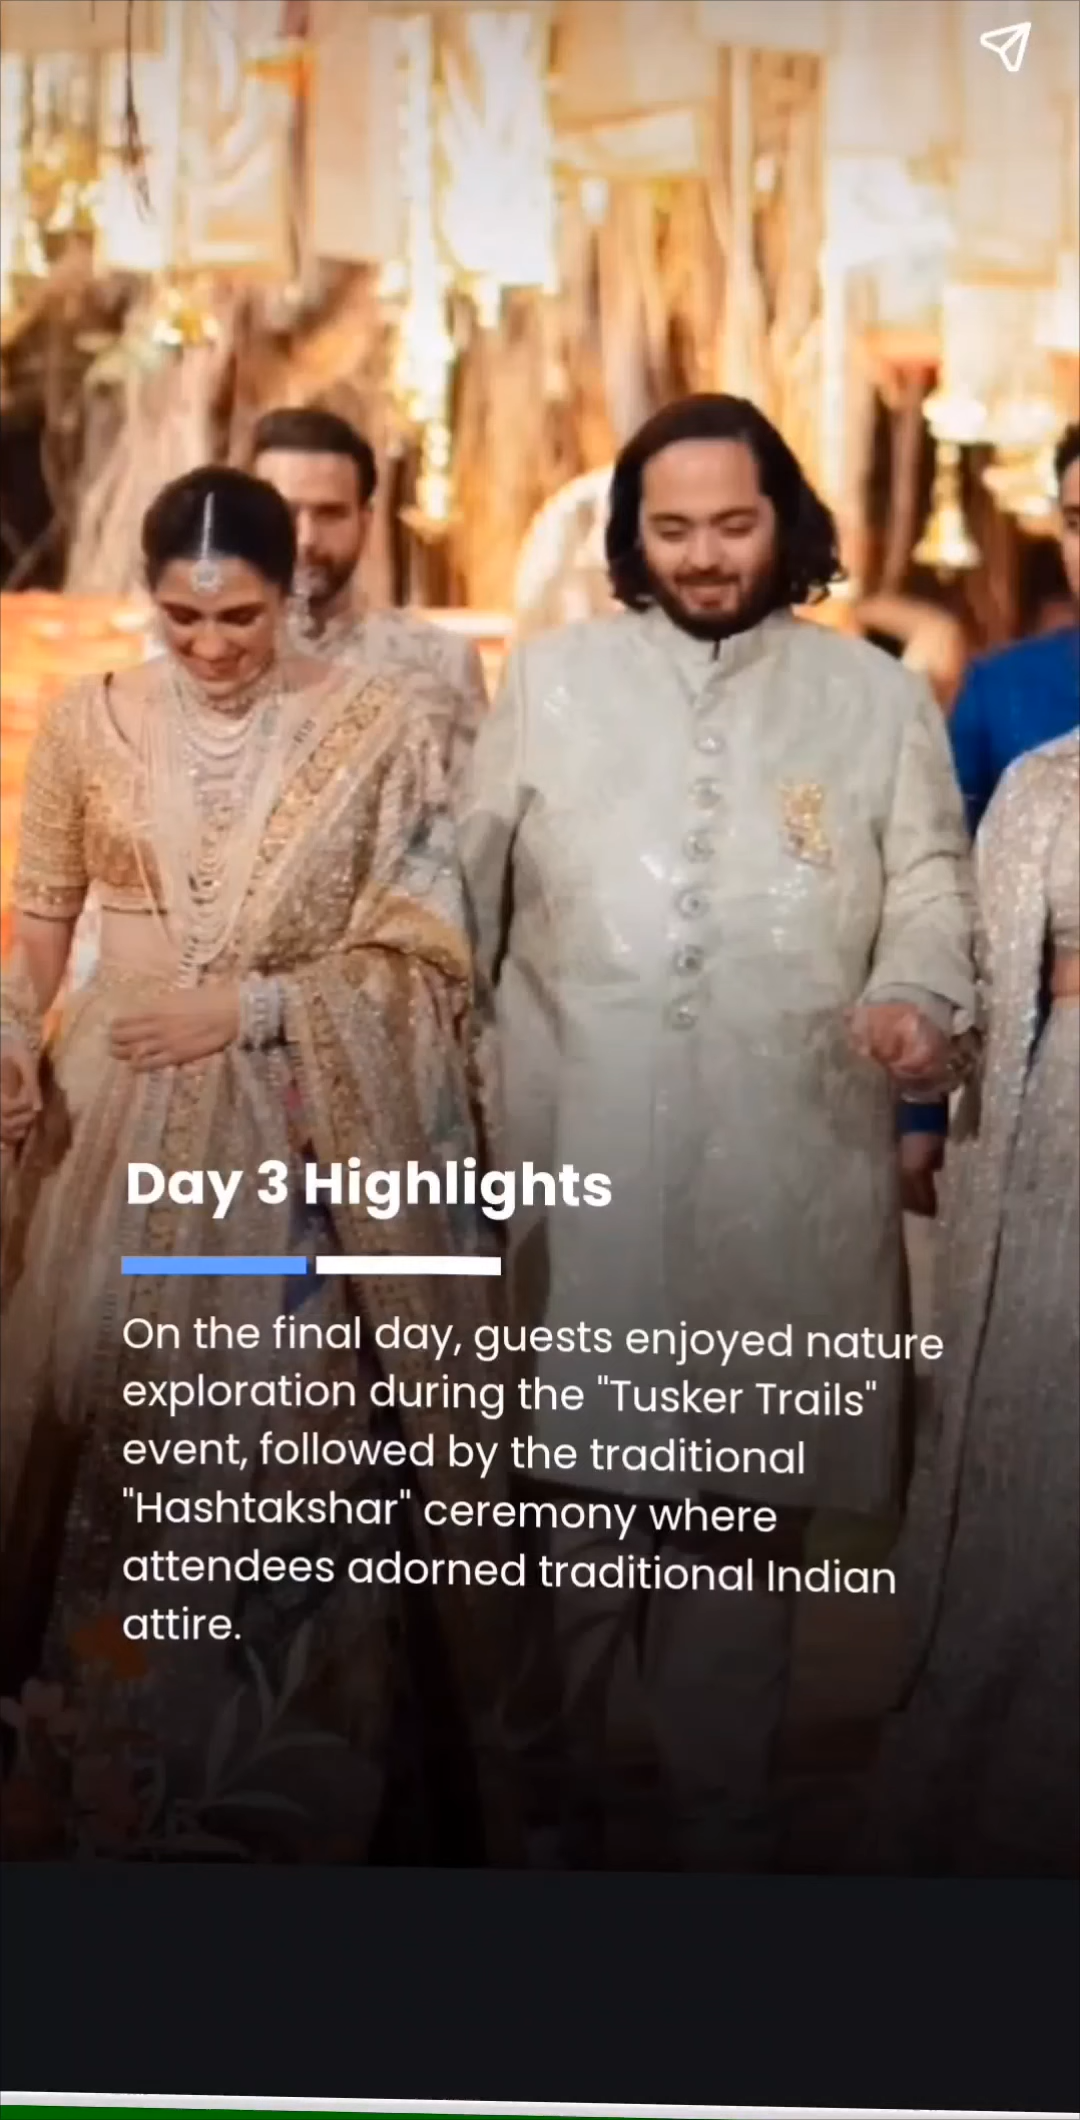 Day 3 Highlights
On the final day, guests enjoyed nature
exploration during the "Tusker Trails"
event, followed by the traditional
"Hashtakshar" ceremony where
attendees adorned traditional Indian
attire.